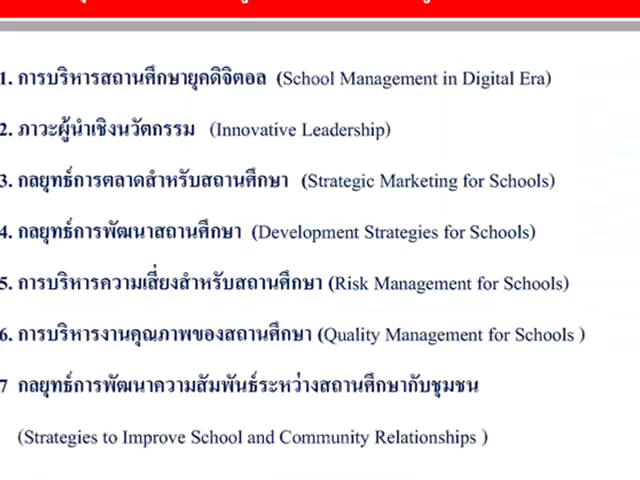 1. การบริหารสถานศึกษายุคดิจิตอล (School Management in Digital Era)
2. ภาวะผู้นำเชิงนวัตกรรม (Innovative Leadership)
3. กลยุทธ์การตลาดสำหรับสถานศึกษา (Strategic Marketing for Schools)
4. กลยุทธ์การพัฒนาสถานศึกษา (Development Strategies for Schools)
5. การบริหารความเสี่ยงสำหรับสถานศึกษา (Risk Management for Schools)
6. การบริหารงานคุณภาพของสถานศึกษา (Quality Management for Schools )
7 กลยุทธ์การพัฒนาความสัมพันธ์ระหว่างสถานศึกษากับชุมชน
(Strategies to Improve School and Community Relationships )